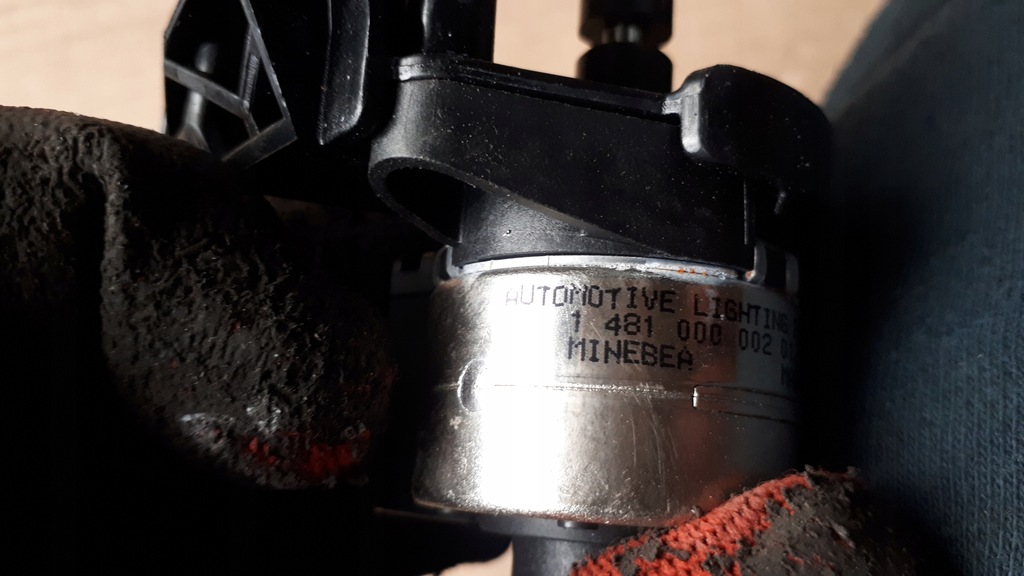 AUTOMOTIVE LIGHTING
1 481 000 002
MINEBEA